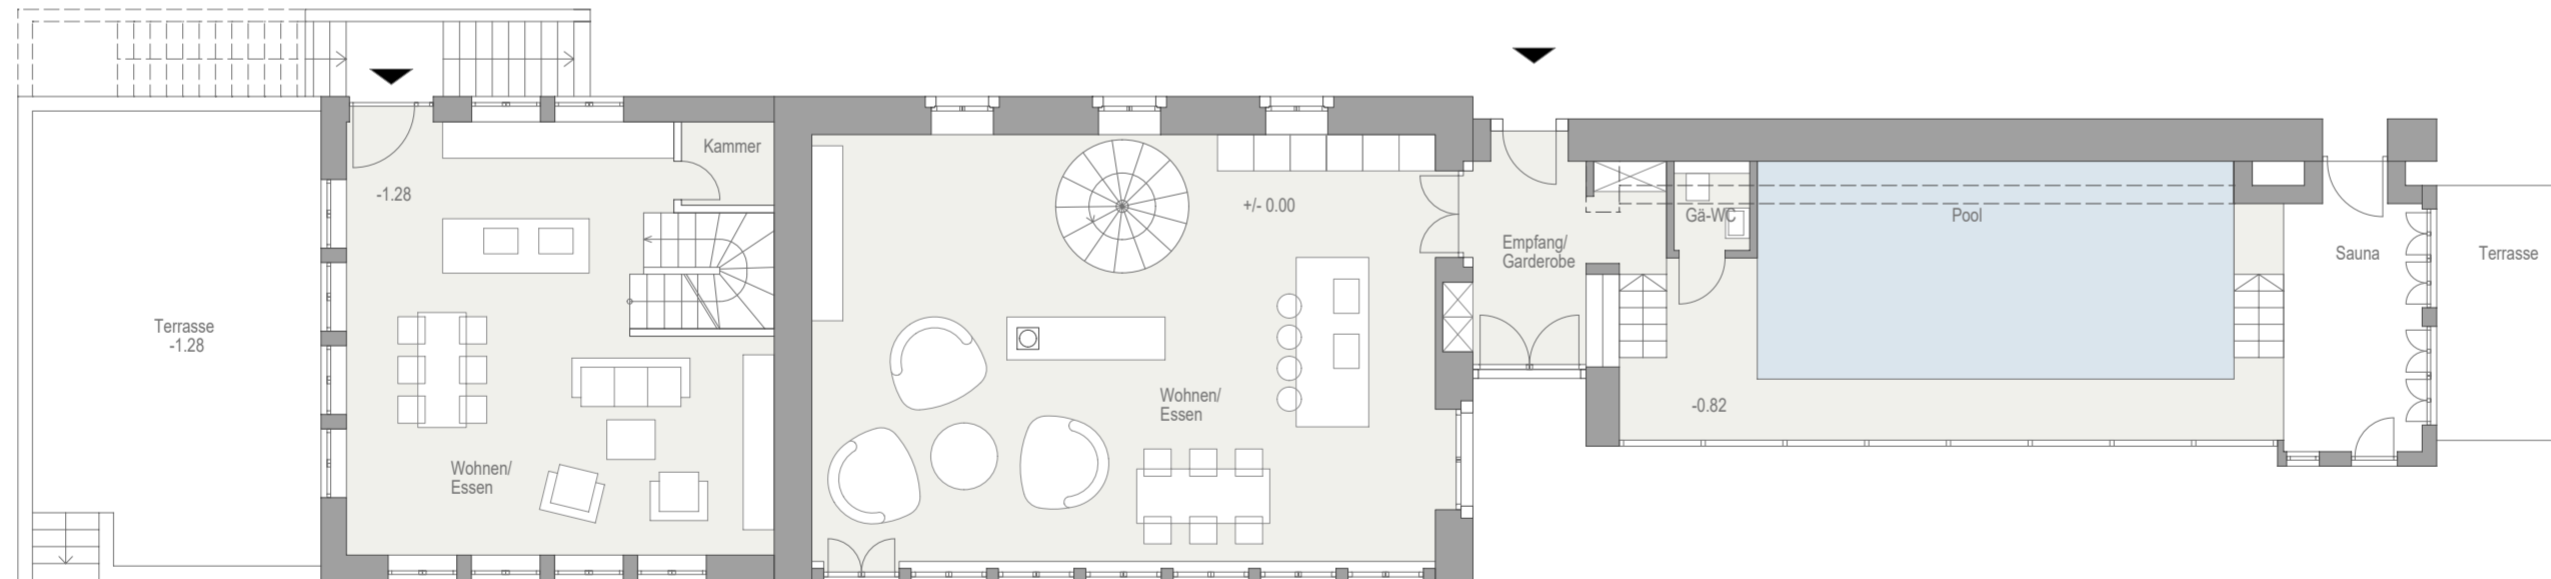 Kammer
-1.28
Terrasse
-1.28
Wohnen/
Essen
+/- 0.00
Wohnen/
Essen
Empfang/
Garderobe
Gä-WC
Pool
-0.82
Sauna
Terrasse